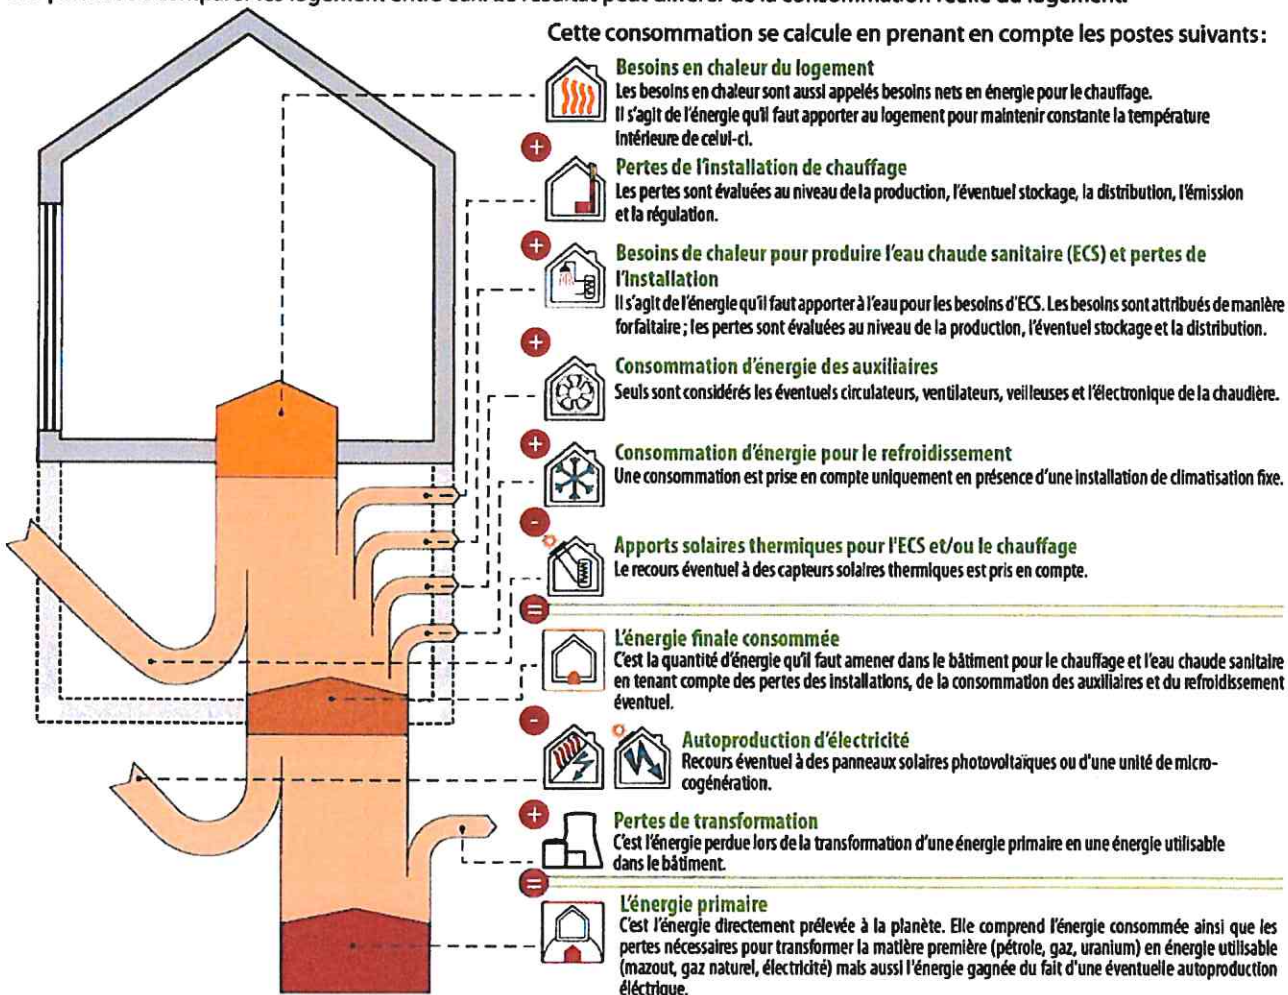 Cette consommation se calcule en prenant en compte les postes suivants :
Besoins en chaleur du logement
Les besoins en chaleur sont aussi appelés besoins nets en énergie pour le chauffage.
Il s'agit de l'énergie qu'il faut apporter au logement pour maintenir constante la température
intérieure de celui-ci.
+
Pertes de l'installation de chauffage
Les pertes sont évaluées au niveau de la production, l'éventuel stockage, la distribution, l'émission
et la régulation.
+
Besoins de chaleur pour produire l'eau chaude sanitaire (ECS) et pertes de
l'installation
Il s'agit de l'énergie qu'il faut apporter à l'eau pour les besoins d'ECS. Les besoins sont attribués de manière
forfaitaire ; les pertes sont évaluées au niveau de la production, l'éventuel stockage et la distribution.
+
Consommation d'énergie des auxiliaires
Seuls sont considérés les éventuels circulateurs, ventilateurs, veilleuses et l'électronique de la chaudière.
+
Consommation d'énergie pour le refroidissement
Une consommation est prise en compte uniquement en présence d'une installation de climatisation fixe.
-
Apports solaires thermiques pour l'ECS et/ou le chauffage
Le recours éventuel à des capteurs solaires thermiques est pris en compte.
=
L'énergie finale consommée
C'est la quantité d'énergie qu'il faut amener dans le bâtiment pour le chauffage et l'eau chaude sanitaire
en tenant compte des pertes des installations, de la consommation des auxiliaires et du refroidissement
éventuel.
-
Autoproduction d'électricité
Recours éventuel à des panneaux solaires photovoltaïques ou d'une unité de micro-
cogénération.
+
Pertes de transformation
C'est l'énergie perdue lors de la transformation d'une énergie primaire en une énergie utilisable
dans le bâtiment.
=
L'énergie primaire
C'est l'énergie directement prélevée à la planète. Elle comprend l'énergie consommée ainsi que les
pertes nécessaires pour transformer la matière première (pétrole, gaz, uranium) en énergie utilisable
(mazout, gaz naturel, électricité) mais aussi l'énergie gagnée du fait d'une éventuelle autoproduction
éléctrique.